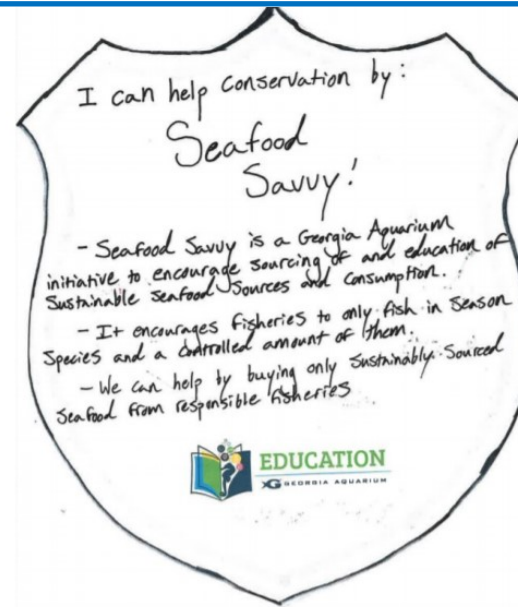 I can help conservation by:
Seafood
Savvy!
- Seafood Savvy is a Georgia Aquarium
initiative to encourage sourcing of and education of
Sustainable Seafood Sources and Consumption.
- It encourages Fisheries to only fish in Season
Species and a controlled amount of them.
- We can help by buying only Sustainably Sourced
Seafood from responsible fisheries
EDUCATION
GEORGIA AQUARIUM